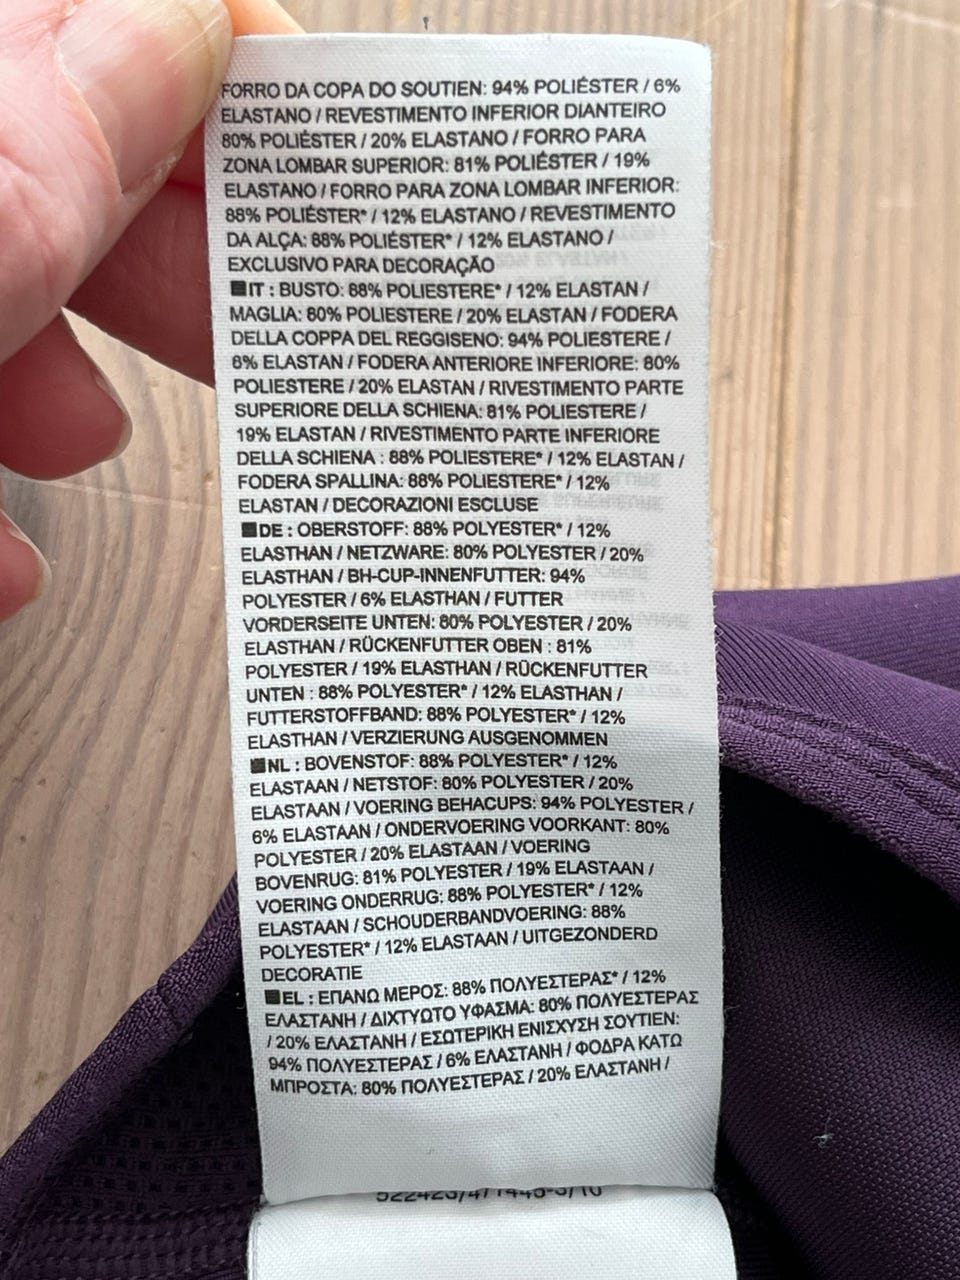 FORRO DA COPA DO SOUTIEN: 94% POLIÉSTER / 6%
ELASTANO / REVESTIMENTO INFERIOR DIANTEIRO
80% POLIÉSTER / 20% ELASTANO / FORRO PARA
ZONA LOMBAR SUPERIOR: 81% POLIÉSTER / 19%
ELASTANO / FORRO PARA ZONA LOMBAR INFERIOR:
88% POLIÉSTER* / 12% ELASTANO / REVESTIMENTO
DA ALÇA: 88% POLIÉSTER* / 12% ELASTANO /
EXCLUSIVO PARA DECORAÇÃO
■IT : BUSTO: 88% POLIESTERE* / 12% ELASTAN /
MAGLIA: 80% POLIESTERE / 20% ELASTAN / FODERA
DELLA COPPA DEL REGGISENO: 94% POLIESTERE /
6% ELASTAN / FODERA ANTERIORE INFERIORE: 80%
POLIESTERE / 20% ELASTAN / RIVESTIMENTO PARTE
SUPERIORE DELLA SCHIENA: 81% POLIESTERE /
19% ELASTAN / RIVESTIMENTO PARTE INFERIORE
DELLA SCHIENA : 88% POLIESTERE* / 12% ELASTAN /
FODERA SPALLINA: 88% POLIESTERE* / 12%
ELASTAN / DECORAZIONI ESCLUSE
■DE : OBERSTOFF: 88% POLYESTER* / 12%
ELASTHAN / NETZWARE: 80% POLYESTER / 20%
ELASTHAN / BH-CUP-INNENFUTTER: 94%
POLYESTER / 6% ELASTHAN / FUTTER
VORDERSEITE UNTEN: 80% POLYESTER / 20%
ELASTHAN / RÜCKENFUTTER OBEN : 81%
POLYESTER / 19% ELASTHAN / RÜCKENFUTTER
UNTEN : 88% POLYESTER* / 12% ELASTHAN /
FUTTERSTOFFBAND: 88% POLYESTER* / 12%
ELASTHAN / VERZIERUNG AUSGENOMMEN
■NL : BOVENSTOF: 88% POLYESTER* / 12%
ELASTAAN / NETSTOF: 80% POLYESTER / 20%
ELASTAAN / VOERING BEHACUPS: 94% POLYESTER /
6% ELASTAAN / ONDERVOERING VOORKANT: 80%
POLYESTER / 20% ELASTAAN / VOERING
BOVENRUG: 81% POLYESTER / 19% ELASTAAN /
VOERING ONDERRUG: 88% POLYESTER* / 12%
ELASTAAN / SCHOUDERBANDVOERING: 88%
POLYESTER* / 12% ELASTAAN / UITGEZONDERD
DECORATIE
■EL : ΕΠΑΝΩ ΜΕΡΟΣ: 88% ΠΟΛΥΕΣΤΕΡΑΣ* / 12%
ΕΛΑΣΤΑΝΗ / ΔΙΧΤΥΩΤΟ ΥΦΑΣΜΑ: 80% ΠΟΛΥΕΣΤΕΡΑΣ
/ 20% ΕΛΑΣΤΑΝΗ / ΕΣΩΤΕΡΙΚΗ ΕΝΙΣΧΥΣΗ ΣΟΥΤΙΕΝ:
94% ΠΟΛΥΕΣΤΕΡΑΣ / 6% ΕΛΑΣΤΑΝΗ / ΦΟΔΡΑ ΚΑΤΩ
ΜΠΡΟΣΤΑ: 80% ΠΟΛΥΕΣΤΕΡΑΣ / 20% ΕΛΑΣΤΑΝΗ /